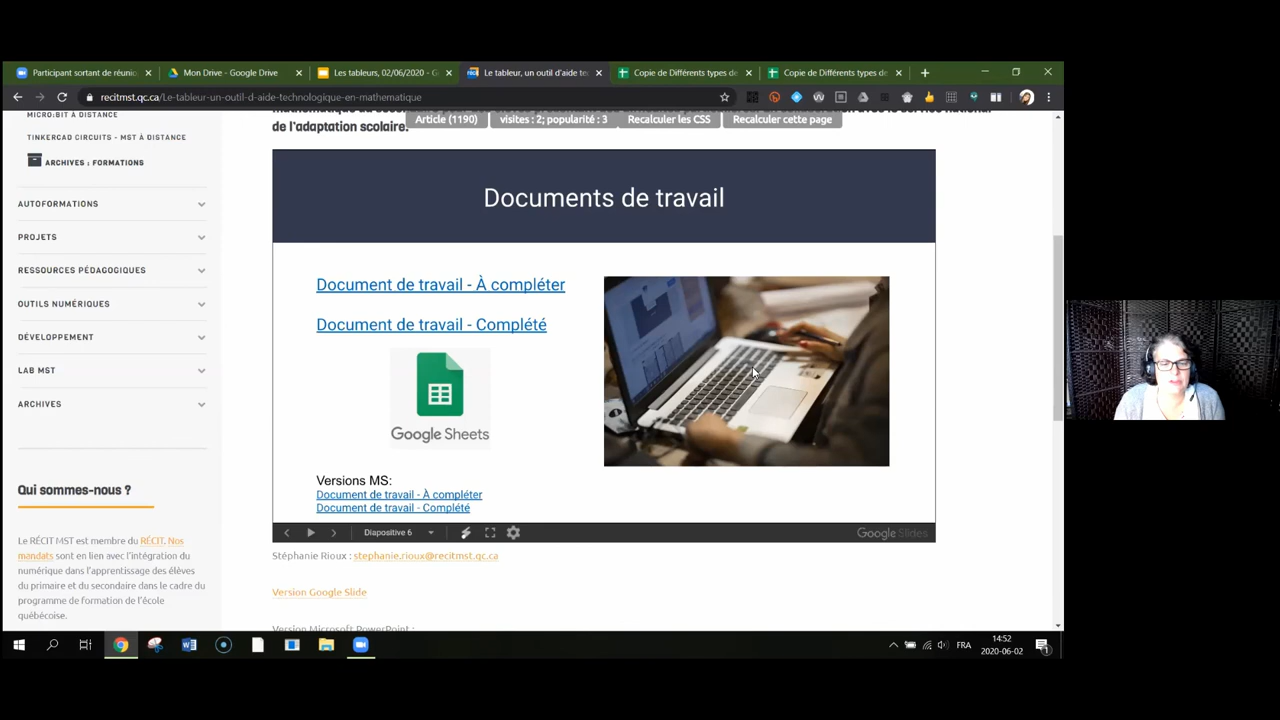 Participant sortant de réunio
Mon Drive - Google Drive
Les tableurs, 02/06/2020 - G
Le tableur, un outil d'aide te
Copie de Différents types de
Copie de Différents types de
recitmst.qc.ca/Le-tableur-un-outil-d-aide-technologique-en-mathematique
MICRO:BIT À DISTANCE
TINKERCAD CIRCUITS - MST À DISTANCE
ARCHIVES : FORMATIONS
AUTOFORMATIONS
PROJETS
RESSOURCES PÉDAGOGIQUES
OUTILS NUMÉRIQUES
DÉVELOPPEMENT
LAB MST
ARCHIVES
Qui sommes-nous ?
Le RÉCIT MST est membre du RÉCIT. Nos
mandats sont en lien avec l'intégration du
numérique dans l'apprentissage des élèves
du primaire et du secondaire dans le cadre du
programme de formation de l'école
québécoise.
de l'adaptation scolaire.
Article (1190)
visites : 2; popularité : 3
Recalculer les CSS
Recalculer cette page
Documents de travail
Document de travail - À compléter
Document de travail - Complété
Google Sheets
Versions MS:
Document de travail - À compléter
Document de travail - Complété
Diapositive 6
Google Slides
Stéphanie Rioux : stephanie.rioux@recitmst.qc.ca
Version Google Slide
Version Microsoft PowerPoint :
FRA
14:52
2020-06-02